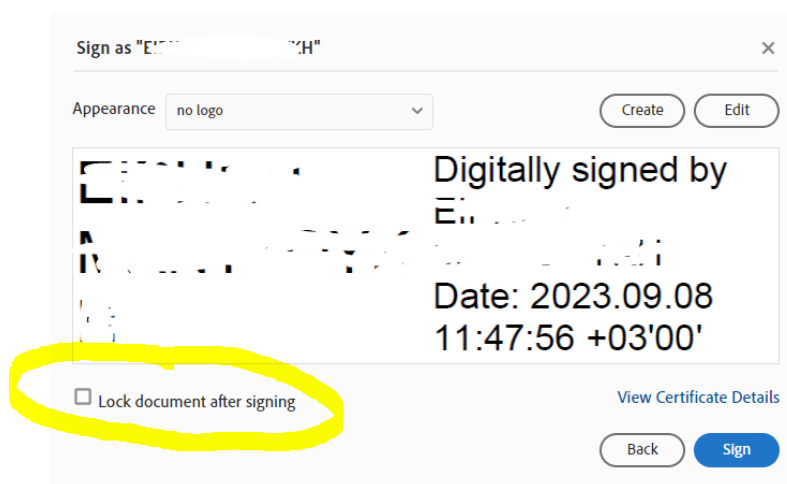 Sign as "
Appearance no logo Create Edit
Digitally signed by
Date: 2023.09.08
11:47:56 +03'00'
Lock document after signing
View Certificate Details
Back Sign